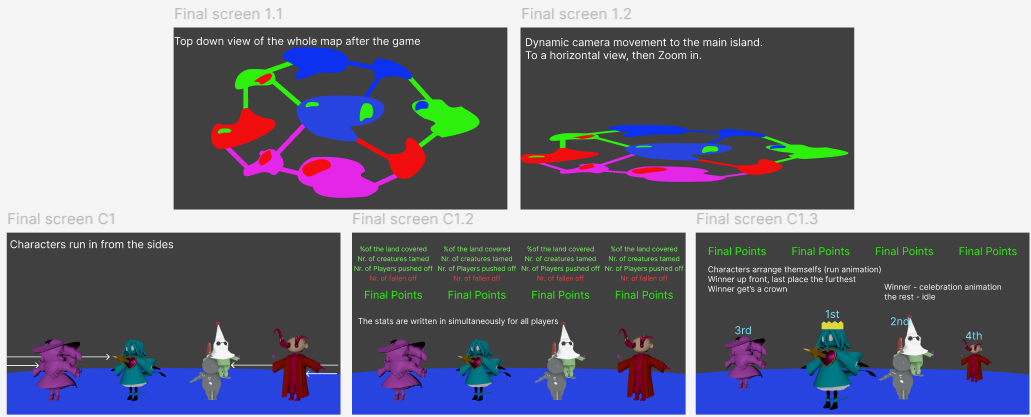 Final screen 1.1
Final screen 1.2
Top down view of the whole map after the game
Dynamic camera movement to the main island.
To a horizontal view, then Zoom in.
Final screen C1
Final screen C1.2
Final screen C1.3
Characters run in from the sides
%of the land covered %of the land covered %of the land covered %of the land covered
Nr. of creatures tamed Nr. of creatures tamed Nr. of creatures tamed Nr. of creatures tamed
Nr. of Players pushed off Nr. of Players pushed off Nr. of Players pushed off Nr. of Players pushed off
Nr. of fallen off Nr. of fallen off Nr. of fallen off Nr. of fallen off
Final Points Final Points Final Points Final Points
The stats are written in simultaneously for all players
Final Points Final Points Final Points Final Points
Characters arrange themselfs (run animation)
Winner up front, last place the furthest
Winner get's a crown
Winner - celebration animation
the rest - idle
3rd
1st
2nd
4th